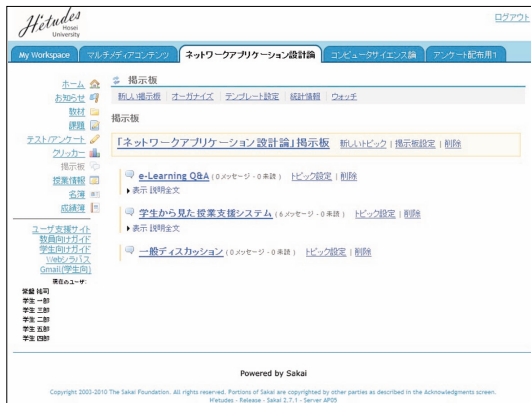 Hétudes
Hosei
University
ログアウト
My Workspace マルチメディアコンテンツ ネットワークアプリケーション設計論 コンピュータサイエンス論 アンケート配布用1
掲示板
新しい掲示板 オーガナイズ テンプレート設定 統計情報 ウォッチ
掲示板
「ネットワークアプリケーション設計論」掲示板 新しいトピック | 掲示板設定 | 削除
e-Learning Q&A ( 0メッセージ - 0未読 ) トピック設定 | 削除
表示 説明全文
学生から見た授業支援システム ( 6メッセージ - 0未読 ) トピック設定 | 削除
表示 説明全文
一般ディスカッション ( 0メッセージ - 0未読 ) トピック設定 | 削除
ホーム
お知らせ
教材
課題
テスト/アンケート
クリッカー
掲示板
授業情報
名簿
成績簿
ユーザ支援サイト
教員向けガイド
学生向けガイド
Webシラバス
Gmail(学生向)
現在のユーザ:
常盤 祐司
学生 一郎
学生 三郎
学生 二郎
学生 五郎
学生 四郎
Powered by Sakai
Copyright 2003-2010 The Sakai Foundation. All rights reserved. Portions of Sakai are copyrighted by other parties as described in the Acknowledgments screen.
Hetudes - Release - Sakai 2.7.1 - Server AP05